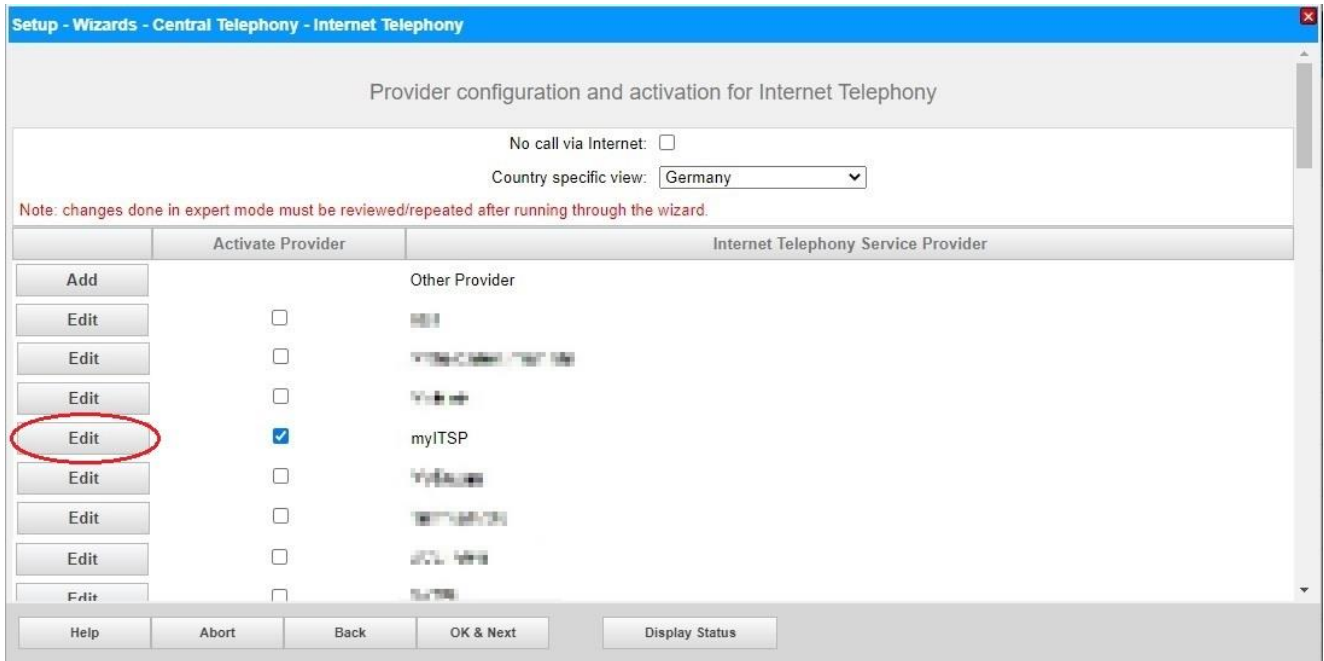 Setup - Wizards - Central Telephony - Internet Telephony
Provider configuration and activation for Internet Telephony
No call via Internet:
Country specific view: Germany
Note: changes done in expert mode must be reviewed/repeated after running through the wizard.
Activate Provider Internet Telephony Service Provider
Add Other Provider
Edit
Edit
Edit
Edit myITSP
Edit
Edit
Edit
Edit
Help Abort Back OK & Next Display Status